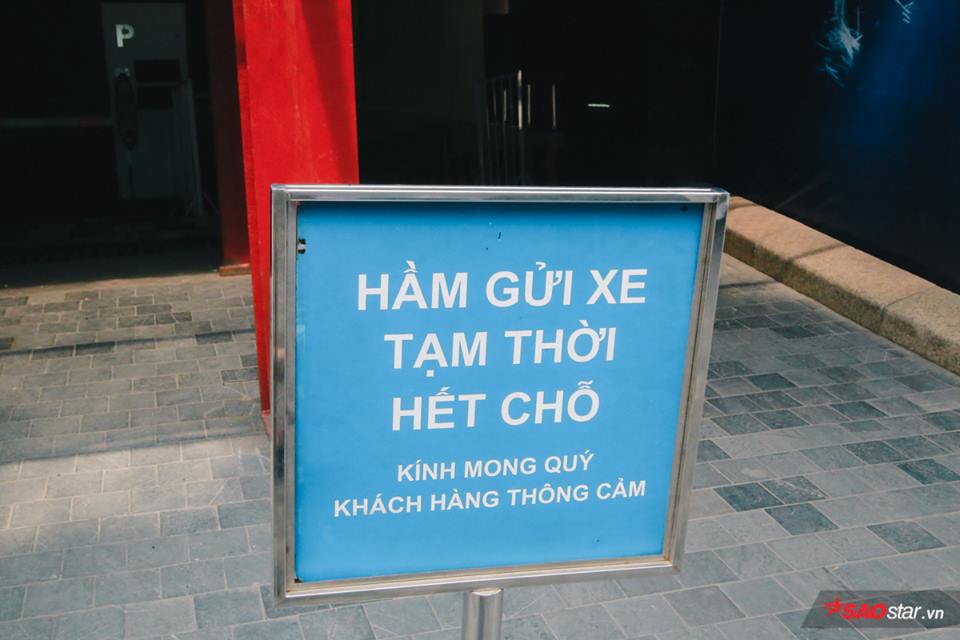 P
HẦM GỬI XE
TẠM THỜI
HẾT CHỖ
KÍNH MONG QUÝ
KHÁCH HÀNG THÔNG CẢM
SAOstar.vn